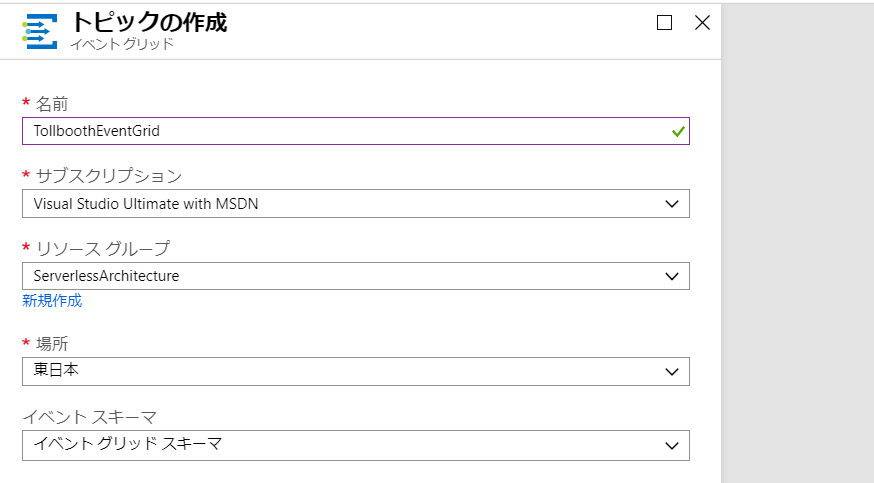 トピックの作成
イベント グリッド
* 名前
TollboothEventGrid
* サブスクリプション
Visual Studio Ultimate with MSDN
* リソース グループ
ServerlessArchitecture
新規作成
* 場所
東日本
イベント スキーマ
イベント グリッド スキーマ